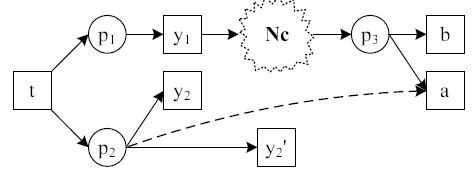 p₁ y₁ Nc p₃ b
t y₂ a
p₂ y₂'